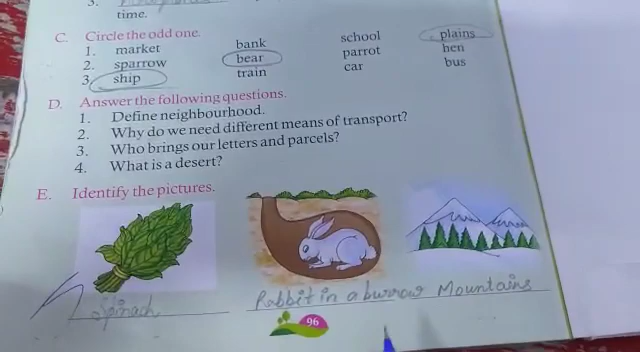 3.
time.
C. Circle the odd one.
1. market bank school plains
2. sparrow bear parrot hen
3. ship train car bus
D. Answer the following questions.
1. Define neighbourhood.
2. Why do we need different means of transport?
3. Who brings our letters and parcels?
4. What is a desert?
E. Identify the pictures.
Spinach Rabbit in a burrow Mountains
96